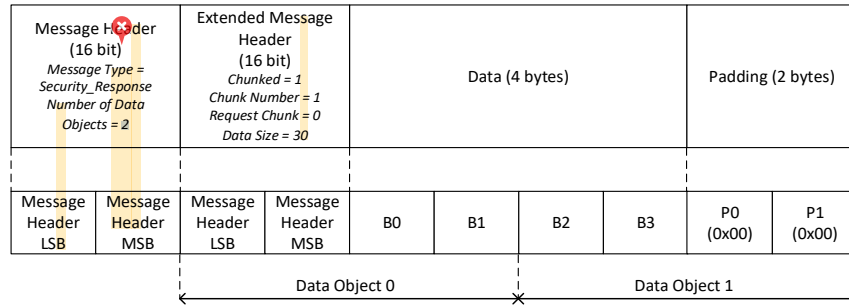 Message Header
(16 bit)
Message Type =
Security_Response
Number of Data
Objects = 2
Extended Message
Header
(16 bit)
Chunked = 1
Chunk Number = 1
Request Chunk = 0
Data Size = 30
Data (4 bytes)
Padding (2 bytes)
Message
Header
LSB
Message
Header
MSB
Message
Header
LSB
Message
Header
MSB
B0
B1
B2
B3
P0
(0x00)
P1
(0x00)
Data Object 0
Data Object 1